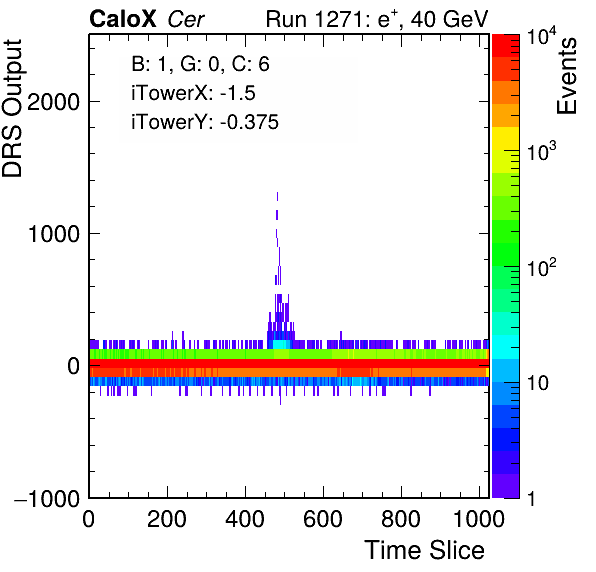 CaloX Cer Run 1271: e+, 40 GeV
B: 1, G: 0, C: 6
iTowerX: -1.5
iTowerY: -0.375
DRS Output
2000
1000
0
−1000
0 200 400 600 800 1000
Time Slice
Events
10^4
10^3
10^2
10
1